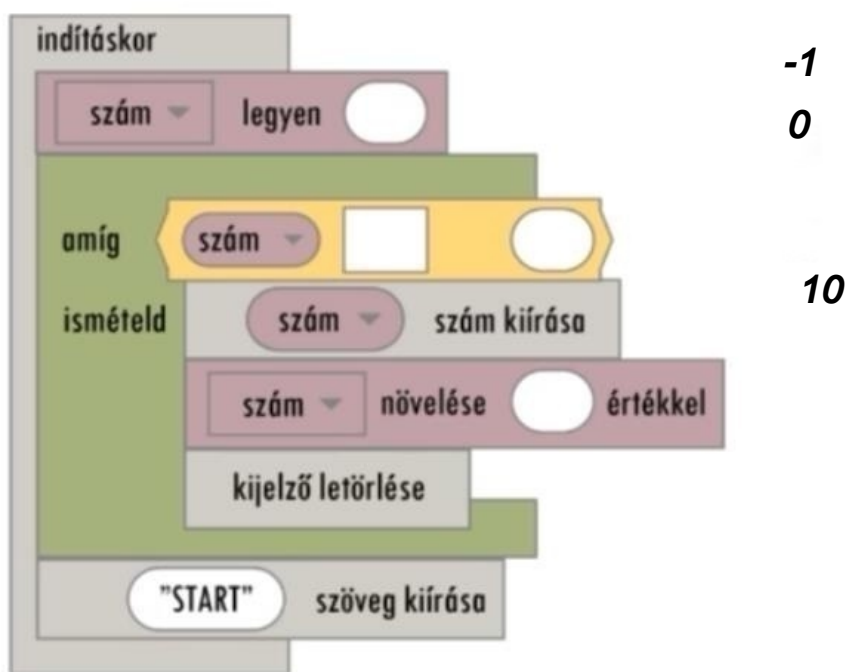 indításkor
szám legyen
amíg szám
ismételd szám szám kiírása
szám növelése értékkel
kijelző letörlése
"START" szöveg kiírása
-1
0
10